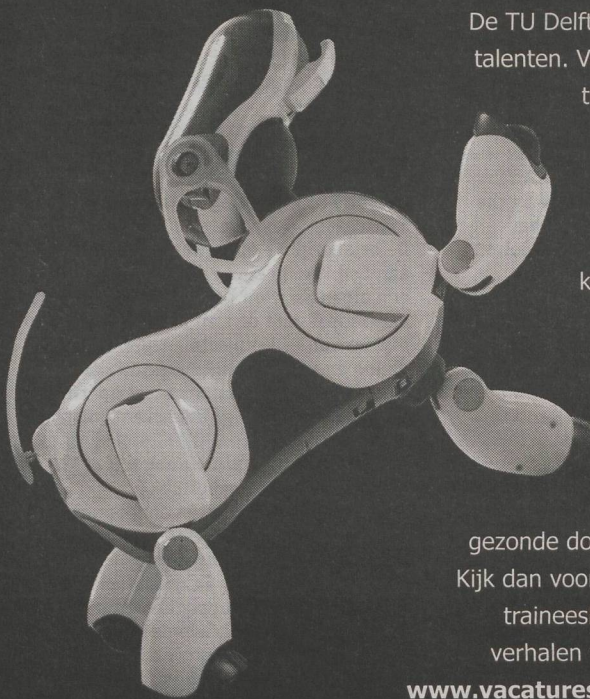 De TU Delft
talenten. V
t
k
gezonde do
Kijk dan voor
trainees
verhalen
www.vacatures